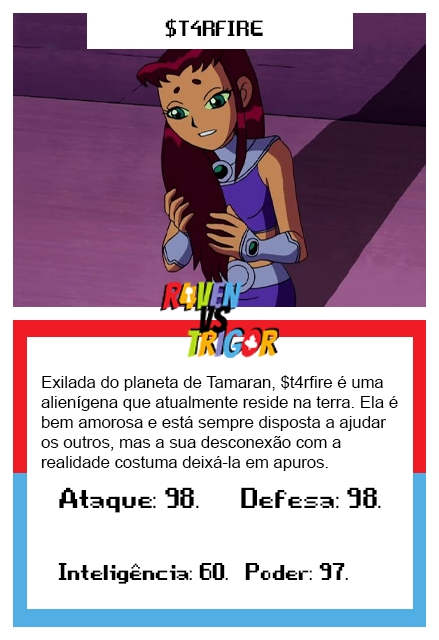 $T4RFIRE
R4VEN
VS
TRIGOR
Exilada do planeta de Tamaran, $t4rfire é uma
alienígena que atualmente reside na terra. Ela é
bem amorosa e está sempre disposta a ajudar
os outros, mas a sua desconexão com a
realidade costuma deixá-la em apuros.
Ataque: 98. Defesa: 98.
Inteligência: 60. Poder: 97.